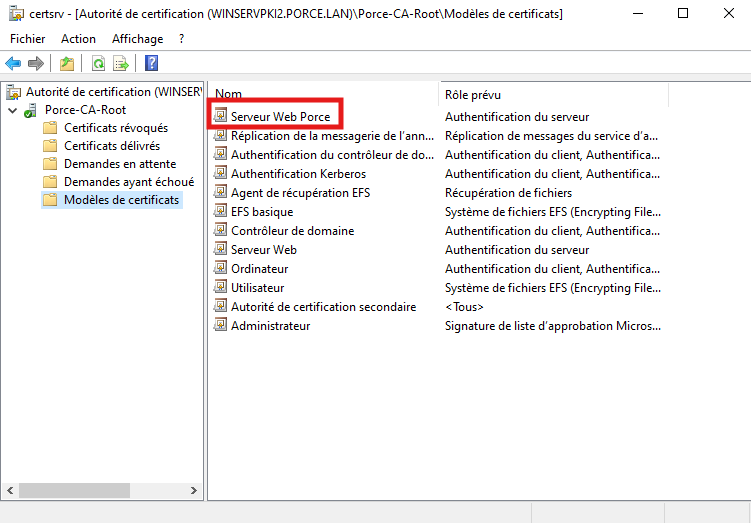 certsrv - [Autorité de certification (WINSERVPKI2.PORCE.LAN)\Porce-CA-Root\Modèles de certificats]
Fichier Action Affichage ?
Autorité de certification (WINSER
Porce-CA-Root
Certificats révoqués
Certificats délivrés
Demandes en attente
Demandes ayant échoué
Modèles de certificats
Nom Rôle prévu
Serveur Web Porce Authentification du serveur
Réplication de la messagerie de l'ann... Réplication de messages du service d'a...
Authentification du contrôleur de do... Authentification du client, Authentifica...
Authentification Kerberos Authentification du client, Authentifica...
Agent de récupération EFS Récupération de fichiers
EFS basique Système de fichiers EFS (Encrypting File...
Contrôleur de domaine Authentification du client, Authentifica...
Serveur Web Authentification du serveur
Ordinateur Authentification du client, Authentifica...
Utilisateur Système de fichiers EFS (Encrypting File...
Autorité de certification secondaire <Tous>
Administrateur Signature de liste d'approbation Micros...